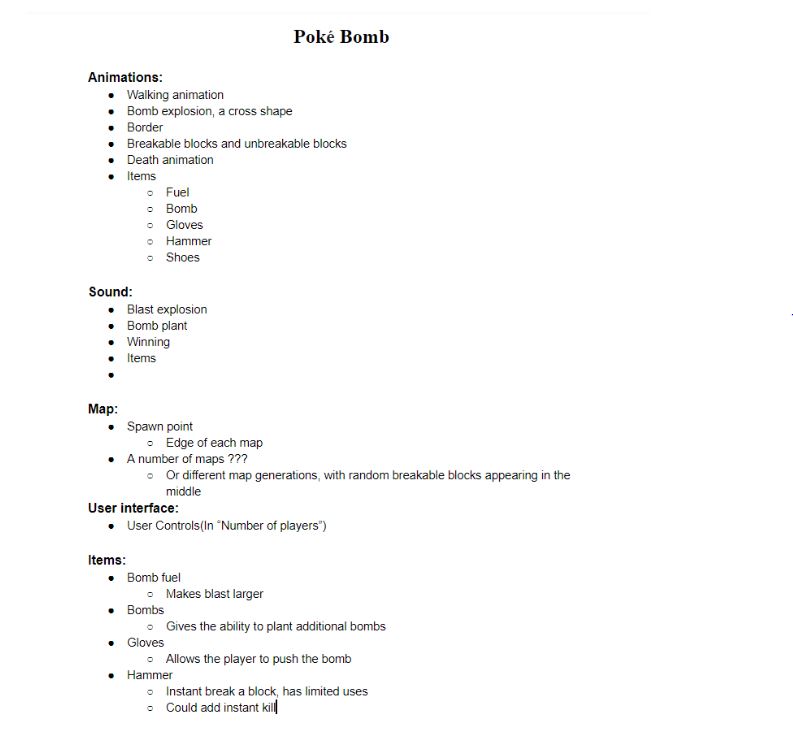 Poké Bomb
Animations:
● Walking animation
● Bomb explosion, a cross shape
● Border
● Breakable blocks and unbreakable blocks
● Death animation
● Items
○ Fuel
○ Bomb
○ Gloves
○ Hammer
○ Shoes
Sound:
● Blast explosion
● Bomb plant
● Winning
● Items
●
Map:
● Spawn point
○ Edge of each map
● A number of maps ???
○ Or different map generations, with random breakable blocks appearing in the
middle
User interface:
● User Controls(In “Number of players”)
Items:
● Bomb fuel
○ Makes blast larger
● Bombs
○ Gives the ability to plant additional bombs
● Gloves
○ Allows the player to push the bomb
● Hammer
○ Instant break a block, has limited uses
○ Could add instant kill